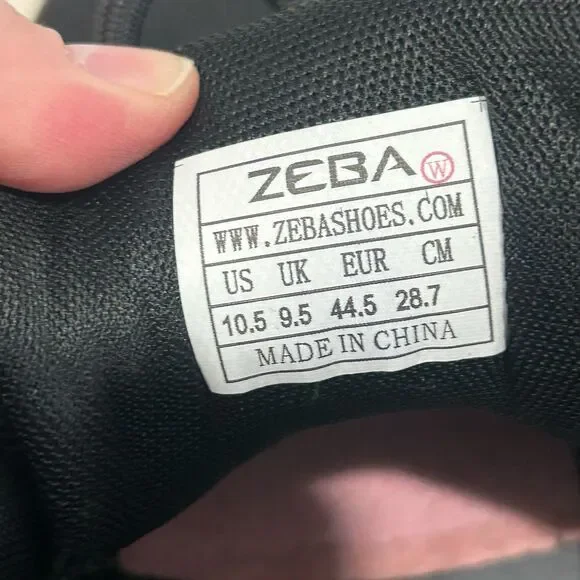 ZEBA W
WWW.ZEBASHOES.COM
US UK EUR CM
10.5 9.5 44.5 28.7
MADE IN CHINA